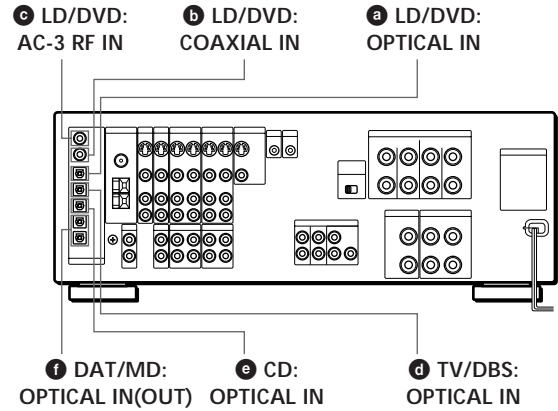 c LD/DVD:
AC-3 RF IN
b LD/DVD:
COAXIAL IN
a LD/DVD:
OPTICAL IN
f DAT/MD:
OPTICAL IN(OUT)
e CD:
OPTICAL IN
d TV/DBS:
OPTICAL IN